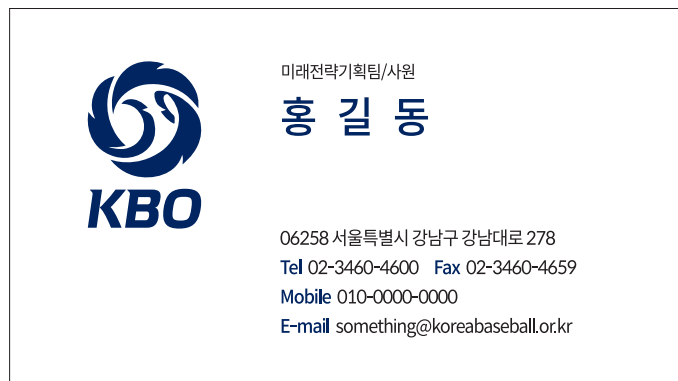 미래전략기획팀/사원
홍 길 동
KBO
06258 서울특별시 강남구 강남대로 278
Tel 02-3460-4600 Fax 02-3460-4659
Mobile 010-0000-0000
E-mail something@koreabaseball.or.kr